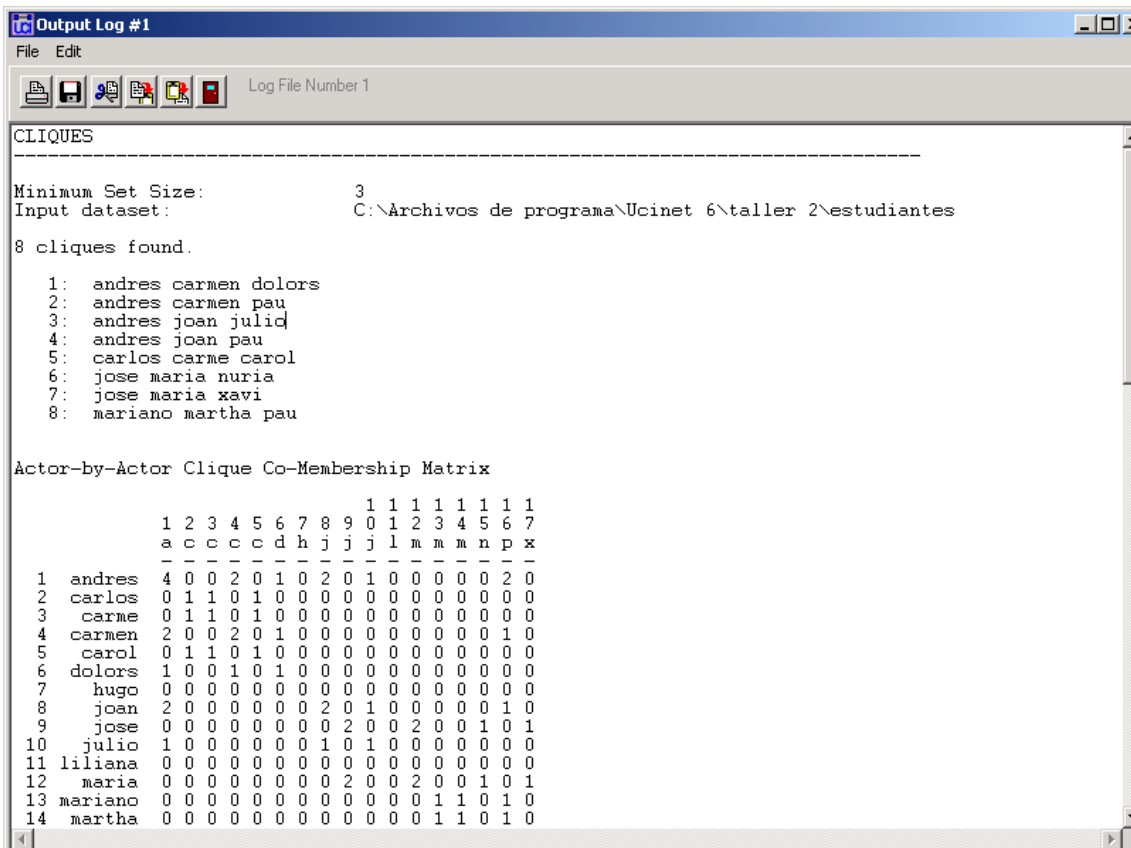 Output Log #1
File Edit
Log File Number 1
CLIQUES
--------------------------------------------------------------------------------
Minimum Set Size: 3
Input dataset: C:\Archivos de programa\Ucinet 6\taller 2\estudiantes
8 cliques found.
1: andres carmen dolors
2: andres carmen pau
3: andres joan julio
4: andres joan pau
5: carlos carme carol
6: jose maria nuria
7: jose maria xavi
8: mariano martha pau
Actor-by-Actor Clique Co-Membership Matrix
1 1 1 1 1 1 1 1
1 2 3 4 5 6 7 8 9 0 1 2 3 4 5 6 7
a c c c c d h j j j l m m m n p x
- - - - - - - - - - - - - - - - -
1 andres 4 0 0 2 0 1 0 2 0 1 0 0 0 0 0 2 0
2 carlos 0 1 1 0 1 0 0 0 0 0 0 0 0 0 0 0 0
3 carme 0 1 1 0 1 0 0 0 0 0 0 0 0 0 0 0 0
4 carmen 2 0 0 2 0 1 0 0 0 0 0 0 0 0 0 1 0
5 carol 0 1 1 0 1 0 0 0 0 0 0 0 0 0 0 0 0
6 dolors 1 0 0 1 0 1 0 0 0 0 0 0 0 0 0 0 0
7 hugo 0 0 0 0 0 0 0 0 0 0 0 0 0 0 0 0 0
8 joan 2 0 0 0 0 0 0 2 0 1 0 0 0 0 0 1 0
9 jose 0 0 0 0 0 0 0 0 2 0 0 2 0 0 1 0 1
10 julio 1 0 0 0 0 0 0 1 0 1 0 0 0 0 0 0 0
11 liliana 0 0 0 0 0 0 0 0 0 0 0 0 0 0 0 0 0
12 maria 0 0 0 0 0 0 0 0 2 0 0 2 0 0 1 0 1
13 mariano 0 0 0 0 0 0 0 0 0 0 0 0 1 1 0 1 0
14 martha 0 0 0 0 0 0 0 0 0 0 0 0 1 1 0 1 0